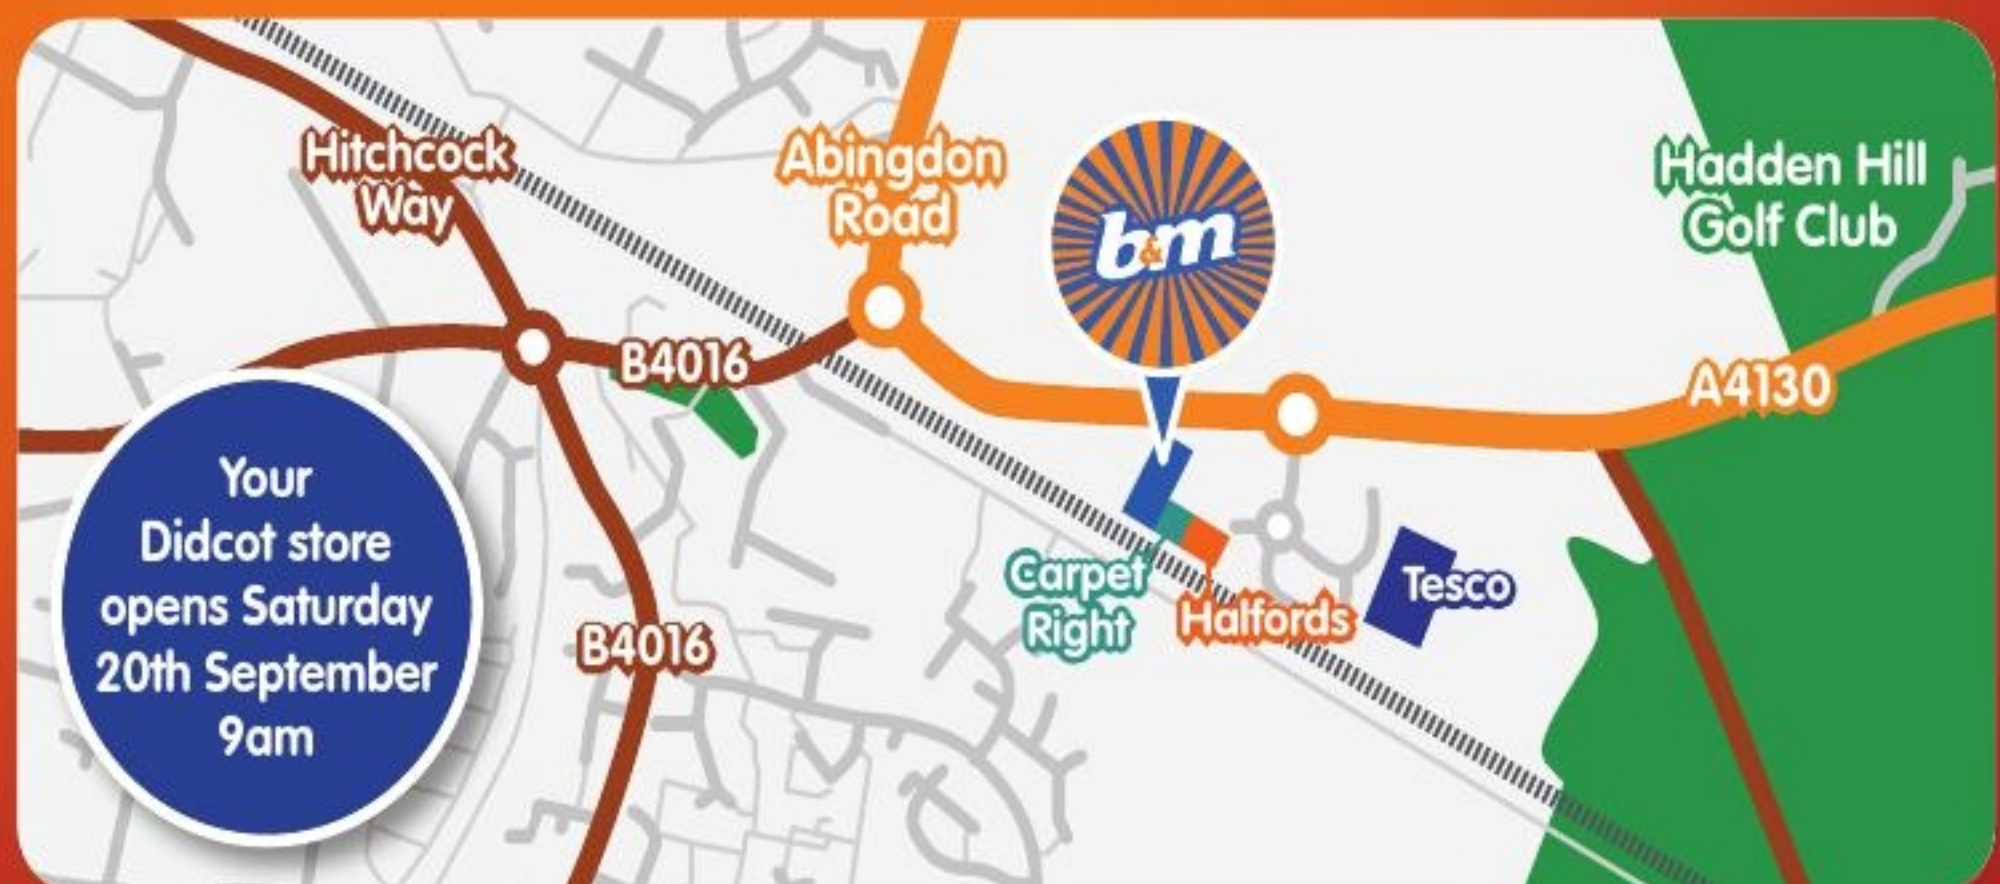 Hitchcock
Way
Abingdon
Road
b&m
Hadden Hill
Golf Club
B4016
A4130
Your
Didcot store
opens Saturday
20th September
9am
Carpet
Right
Halfords
Tesco
B4016